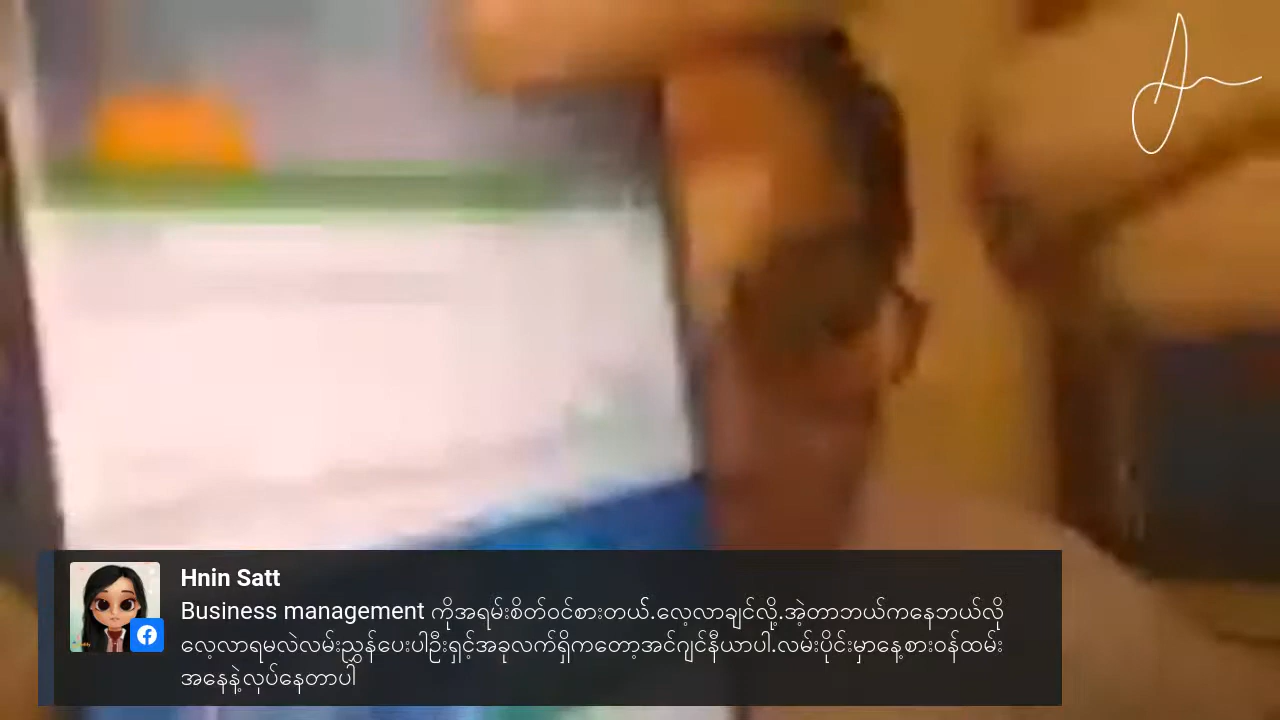 Hnin Satt
Business management ကိုအရမ်းစိတ်ဝင်စားတယ်.လေ့လာချင်လို့.အဲ့တာဘယ်ကနေဘယ်လို
လေ့လာရမလဲလမ်းညွှန်ပေးပါဦးရှင့်အခုလက်ရှိကတော့အင်ဂျင်နီယာပါ.လမ်းပိုင်းမှာနေ့စားဝန်ထမ်း
အနေနဲ့လုပ်နေတာပါ